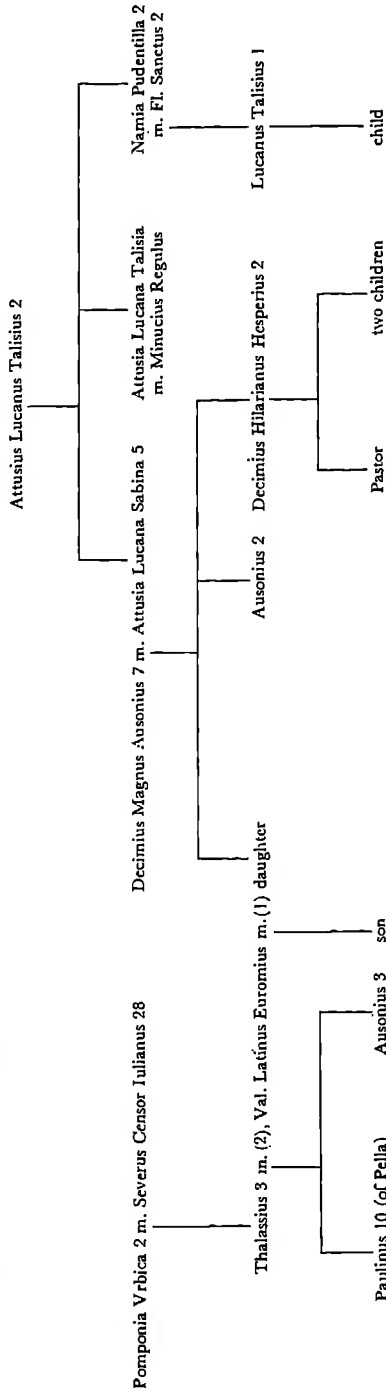 Attusius Lucanus Talisius 2
Attusia Lucana Talisia
m. Minucius Regulus
Namia Pudentilla 2
m. Fl. Sanctus 2
Decimius Magnus Ausonius 7 m. Attusia Lucana Sabina 5
Lucanus Talisius 1
Pomponia Vrbica 2 m. Severus Censor Iulianus 28
Ausonius 2
Decimius Hilarianus Hesperius 2
child
Thalassius 3 m. (2), Val. Latinus Euromius m. (1) daughter
Pastor
two children
Paulinus 10 (of Pella)
Ausonius 3
son